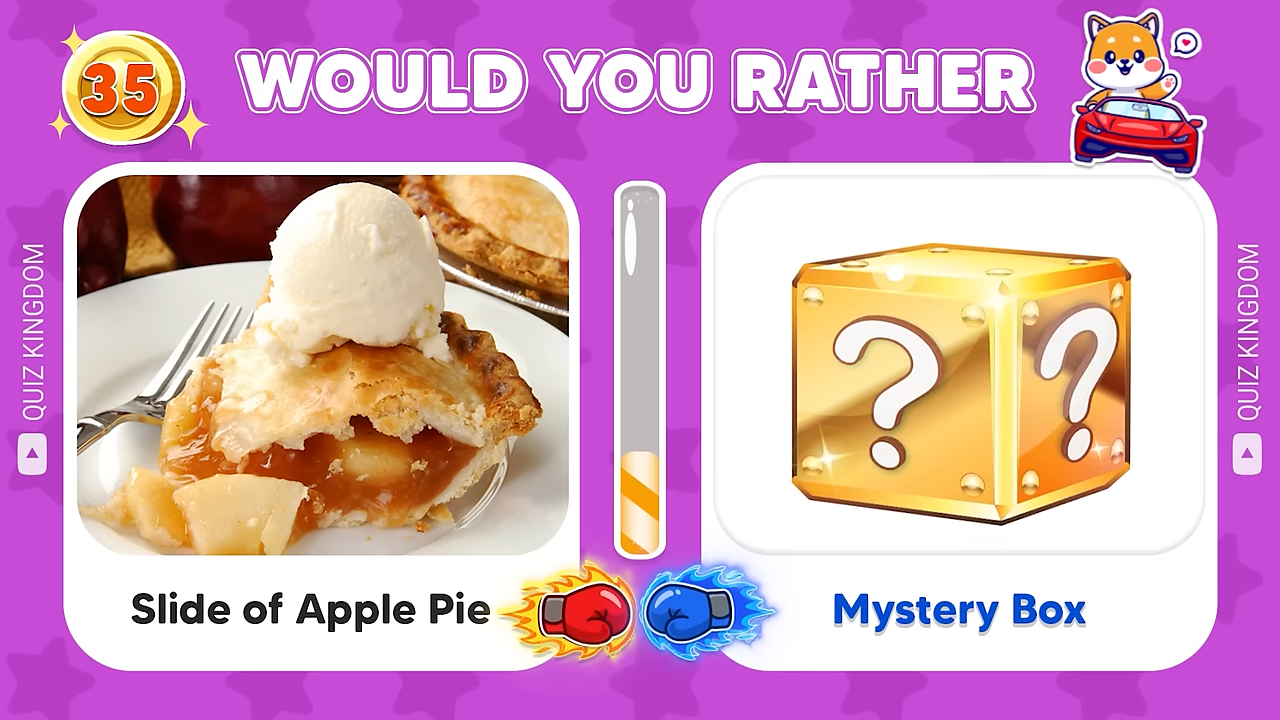 35
WOULD YOU RATHER
QUIZ KINGDOM
QUIZ KINGDOM
? ?
Slide of Apple Pie
Mystery Box